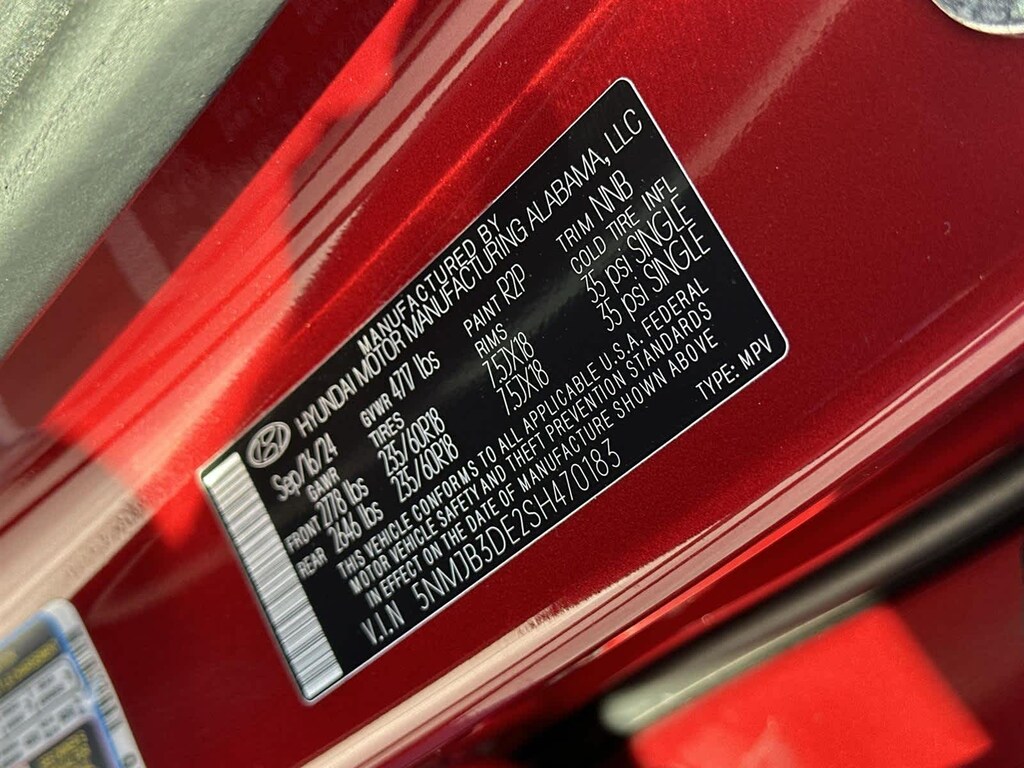 MANUFACTURED BY
HYUNDAI MOTOR MANUFACTURING ALABAMA, LLC
Sep/16/24 GVWR 4717 lbs PAINT R2P TRIM NNB
GAWR TIRES RIMS COLD TIRE INFL
FRONT 2778 lbs 235/60R18 7.5JX18 35 psi SINGLE
REAR 2646 lbs 235/60R18 7.5JX18 35 psi SINGLE
THIS VEHICLE CONFORMS TO ALL APPLICABLE U.S.A. FEDERAL
MOTOR VEHICLE SAFETY AND THEFT PREVENTION STANDARDS
IN EFFECT ON THE DATE OF MANUFACTURE SHOWN ABOVE
V.I.N 5NMJB3DE2SH470183 TYPE: MPV